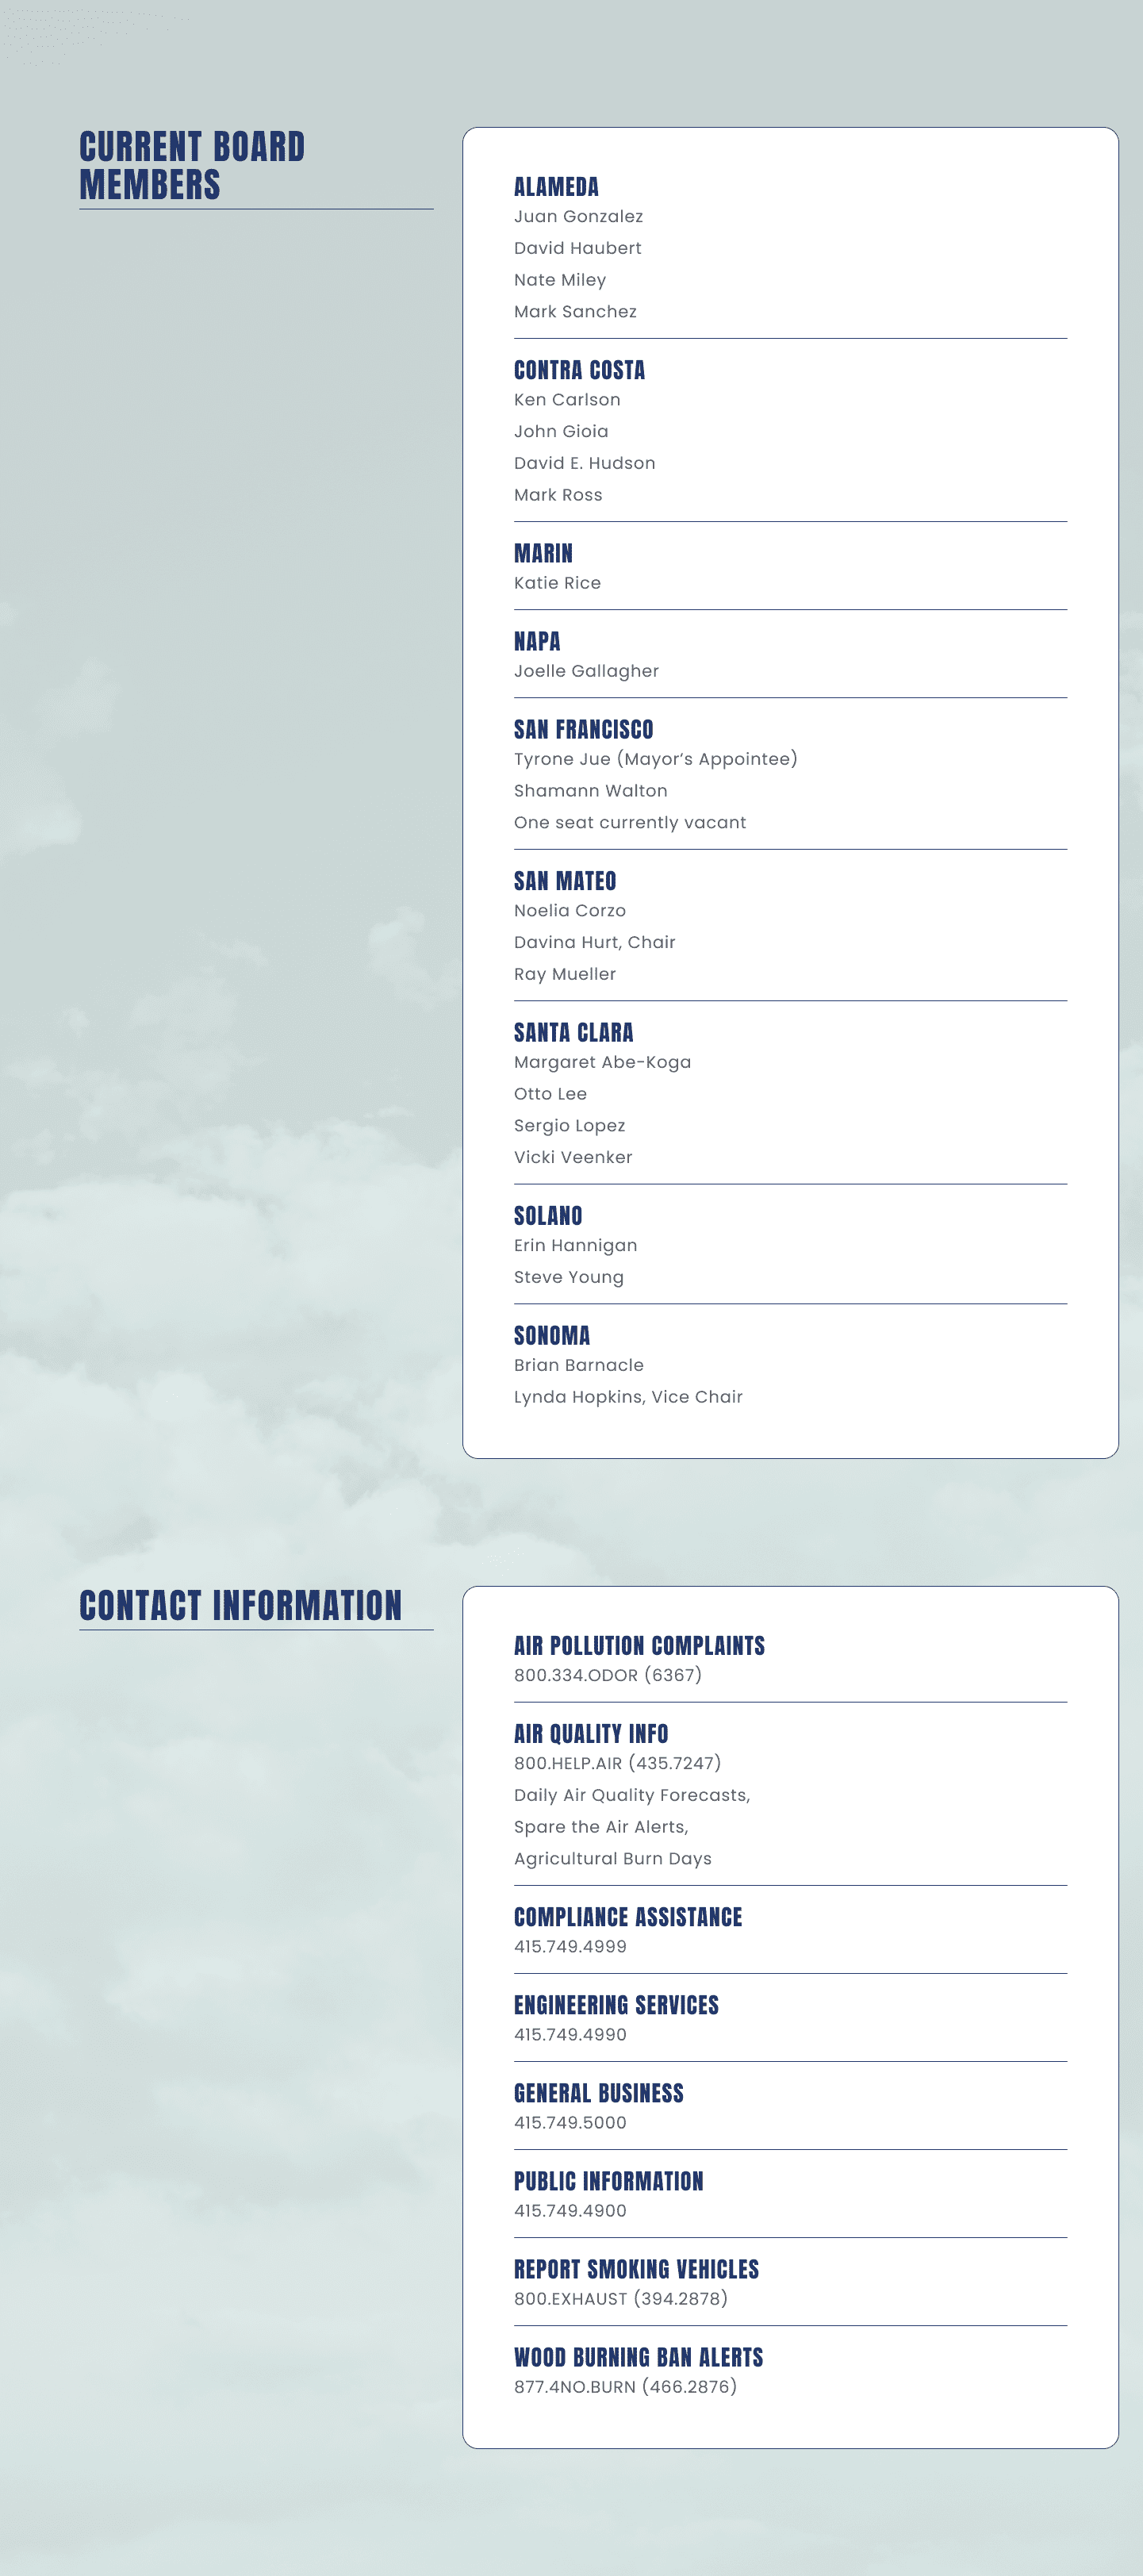 CURRENT BOARD
MEMBERS
ALAMEDA
Juan Gonzalez
David Haubert
Nate Miley
Mark Sanchez
CONTRA COSTA
Ken Carlson
John Gioia
David E. Hudson
Mark Ross
MARIN
Katie Rice
NAPA
Joelle Gallagher
SAN FRANCISCO
Tyrone Jue (Mayor’s Appointee)
Shamann Walton
One seat currently vacant
SAN MATEO
Noelia Corzo
Davina Hurt, Chair
Ray Mueller
SANTA CLARA
Margaret Abe-Koga
Otto Lee
Sergio Lopez
Vicki Veenker
SOLANO
Erin Hannigan
Steve Young
SONOMA
Brian Barnacle
Lynda Hopkins, Vice Chair
CONTACT INFORMATION
AIR POLLUTION COMPLAINTS
800.334.ODOR (6367)
AIR QUALITY INFO
800.HELP.AIR (435.7247)
Daily Air Quality Forecasts,
Spare the Air Alerts,
Agricultural Burn Days
COMPLIANCE ASSISTANCE
415.749.4999
ENGINEERING SERVICES
415.749.4990
GENERAL BUSINESS
415.749.5000
PUBLIC INFORMATION
415.749.4900
REPORT SMOKING VEHICLES
800.EXHAUST (394.2878)
WOOD BURNING BAN ALERTS
877.4NO.BURN (466.2876)